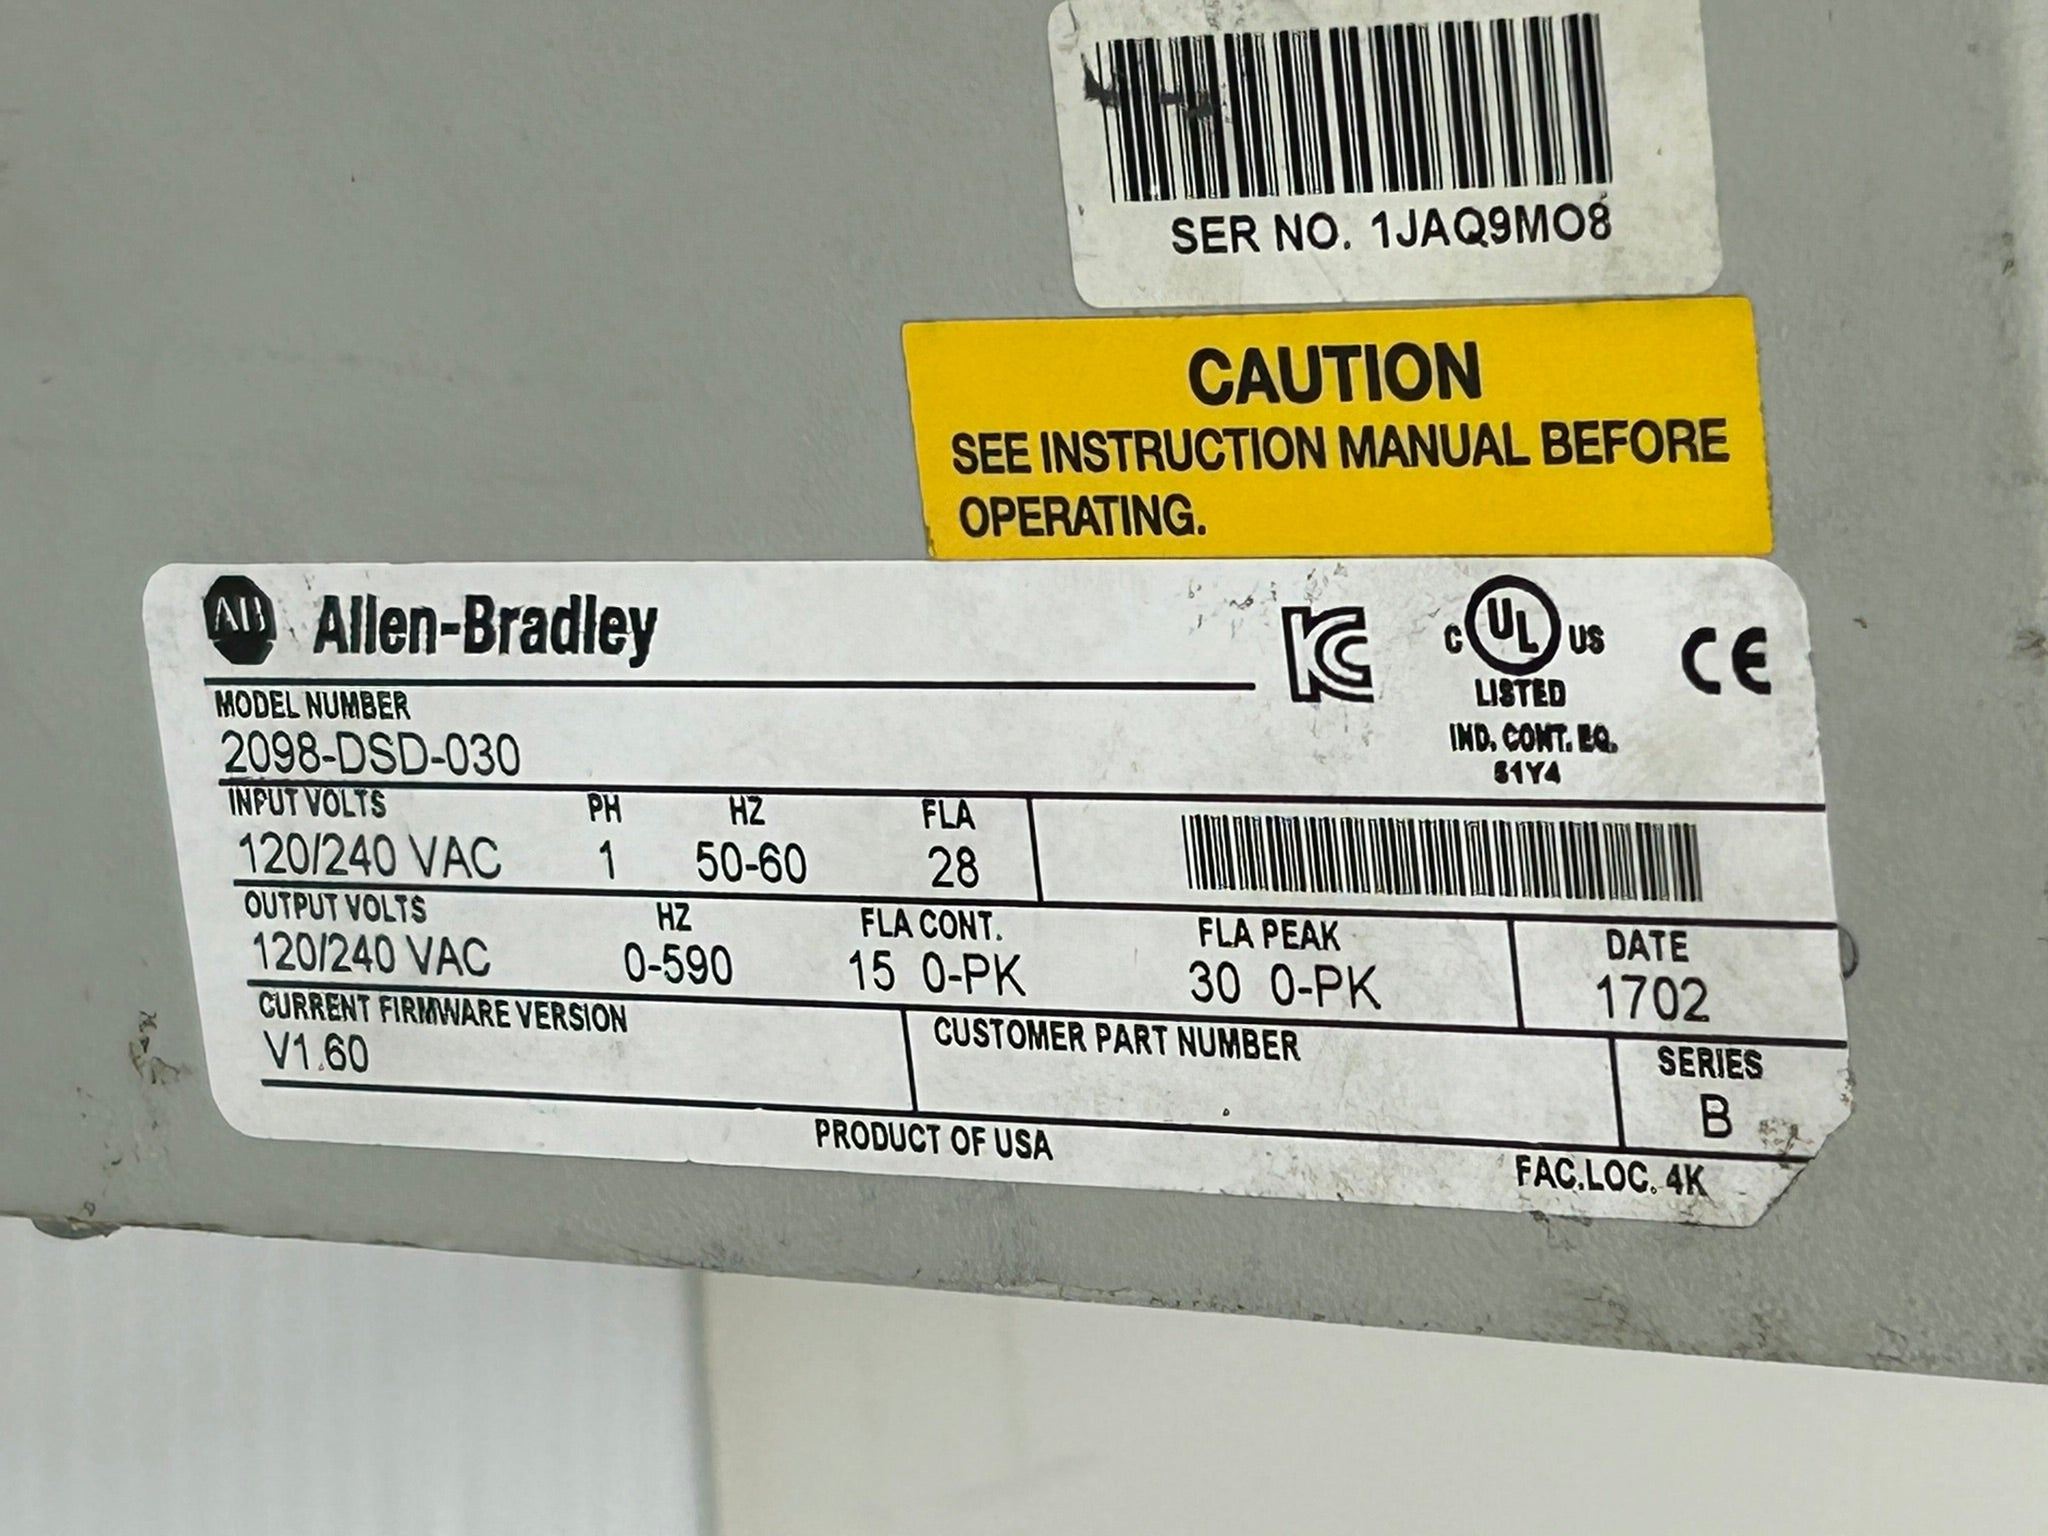 SER NO. 1JAQ9MO8
CAUTION
SEE INSTRUCTION MANUAL BEFORE
OPERATING.
AB Allen-Bradley
C UL US
LISTED
IND. CONT. EQ.
51Y4
CE
MODEL NUMBER
2098-DSD-030
INPUT VOLTS PH HZ FLA
120/240 VAC 1 50-60 28
OUTPUT VOLTS HZ FLA CONT. FLA PEAK DATE
120/240 VAC 0-590 15 0-PK 30 0-PK 1702
CURRENT FIRMWARE VERSION CUSTOMER PART NUMBER SERIES
V1.60 B
PRODUCT OF USA
FAC.LOC. 4K